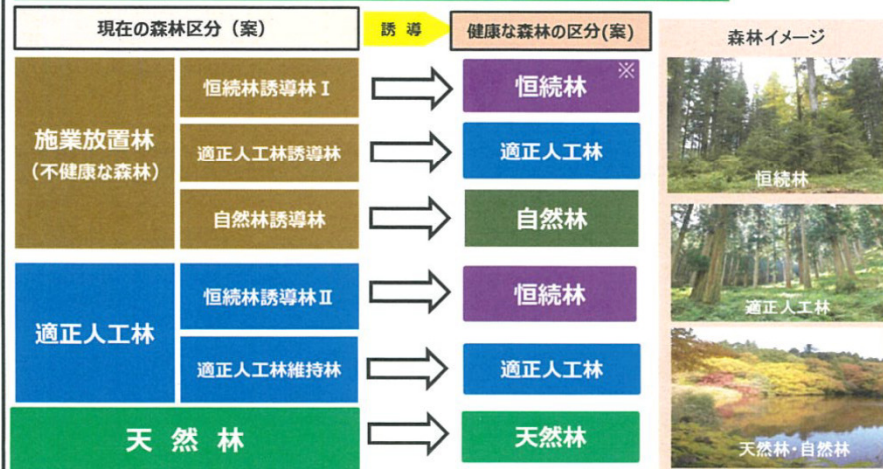 現在の森林区分（案）
誘導
健康な森林の区分(案)
森林イメージ
施業放置林
（不健康な森林）
恒続林誘導林Ⅰ
恒続林
※
適正人工林誘導林
適正人工林
自然林誘導林
自然林
適正人工林
恒続林誘導林Ⅱ
恒続林
適正人工林維持林
適正人工林
天然林
天然林
恒続林
適正人工林
天然林・自然林